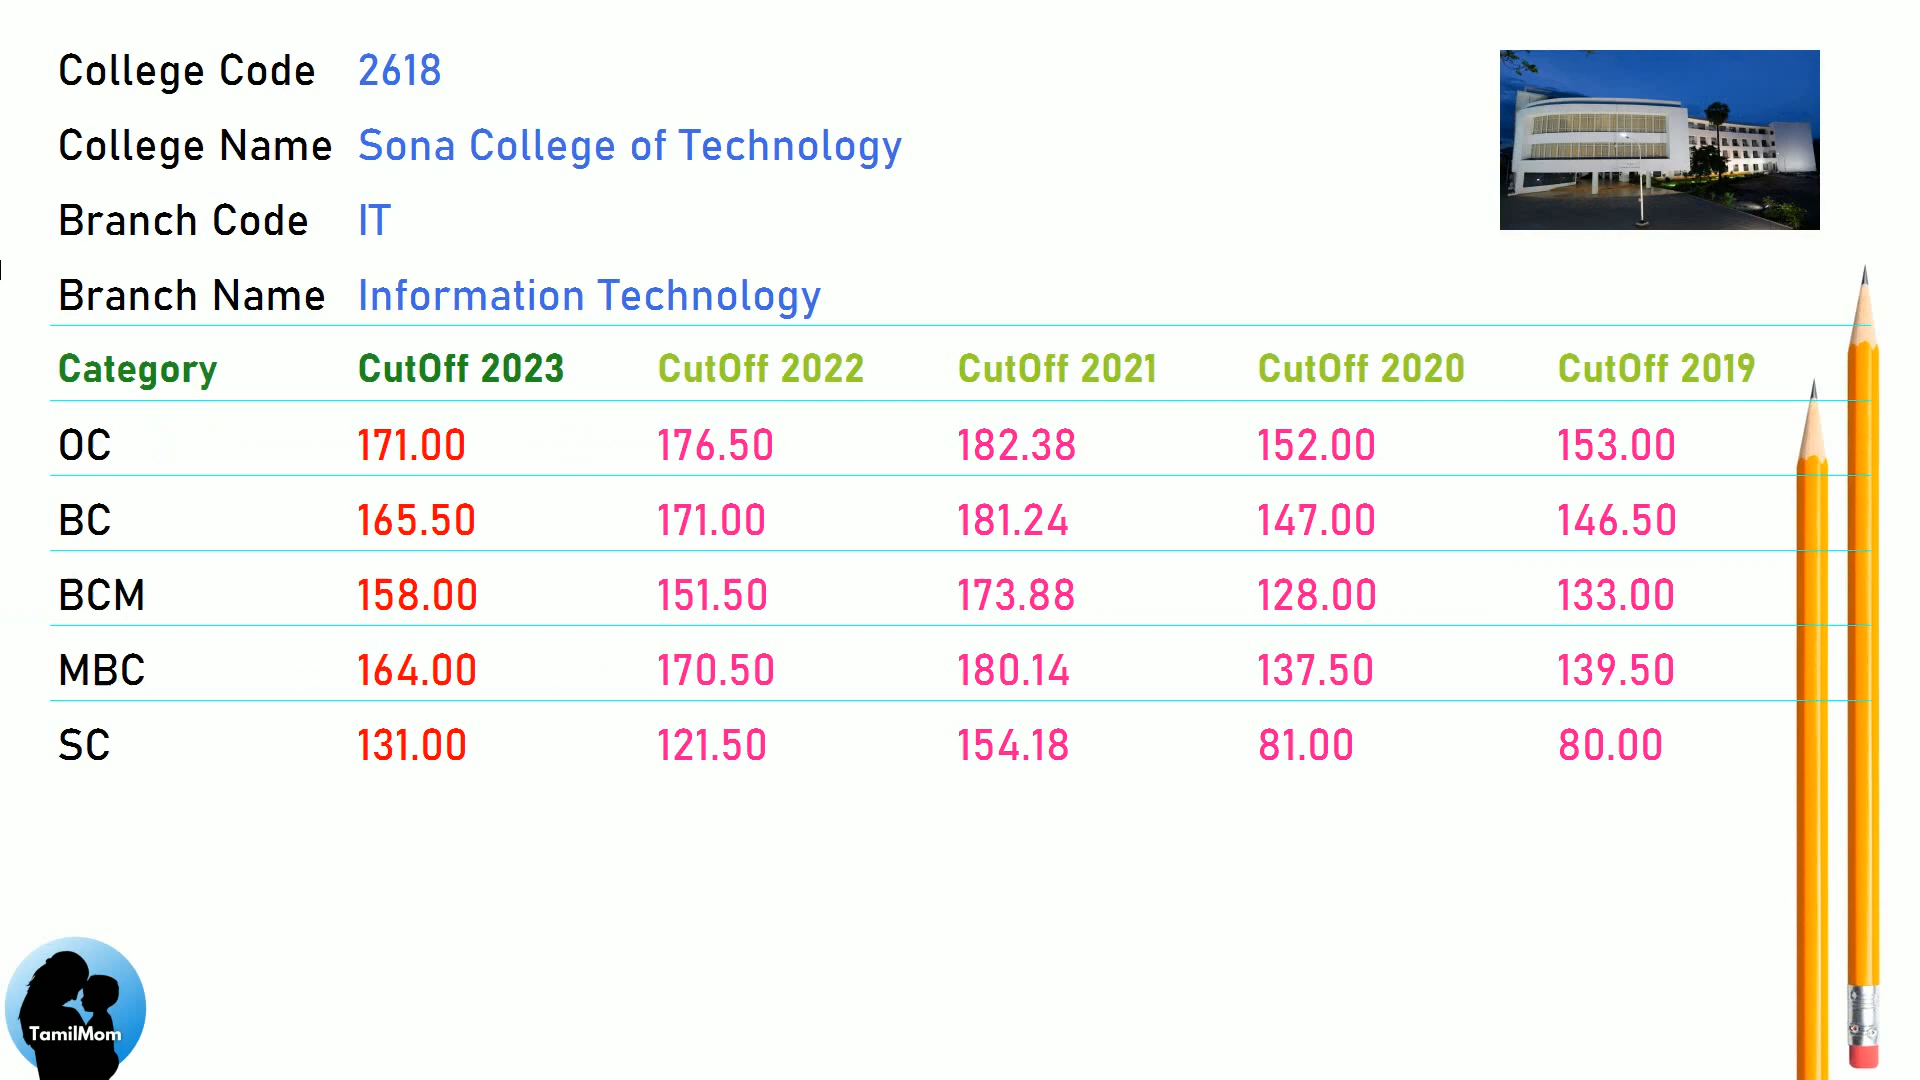 College Code 2618
College Name Sona College of Technology
Branch Code IT
Branch Name Information Technology
Category CutOff 2023 CutOff 2022 CutOff 2021 CutOff 2020 CutOff 2019
OC 171.00 176.50 182.38 152.00 153.00
BC 165.50 171.00 181.24 147.00 146.50
BCM 158.00 151.50 173.88 128.00 133.00
MBC 164.00 170.50 180.14 137.50 139.50
SC 131.00 121.50 154.18 81.00 80.00
TamilMom